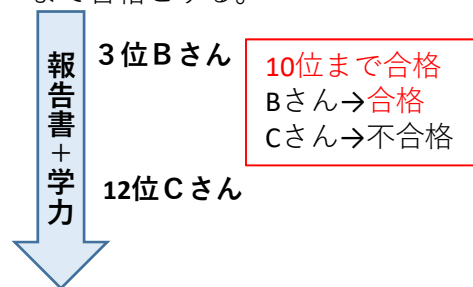 まで合格とする。
３位Ｂさん
10位まで合格
Bさん→合格
Cさん→不合格
報告書＋学力
12位Ｃさん